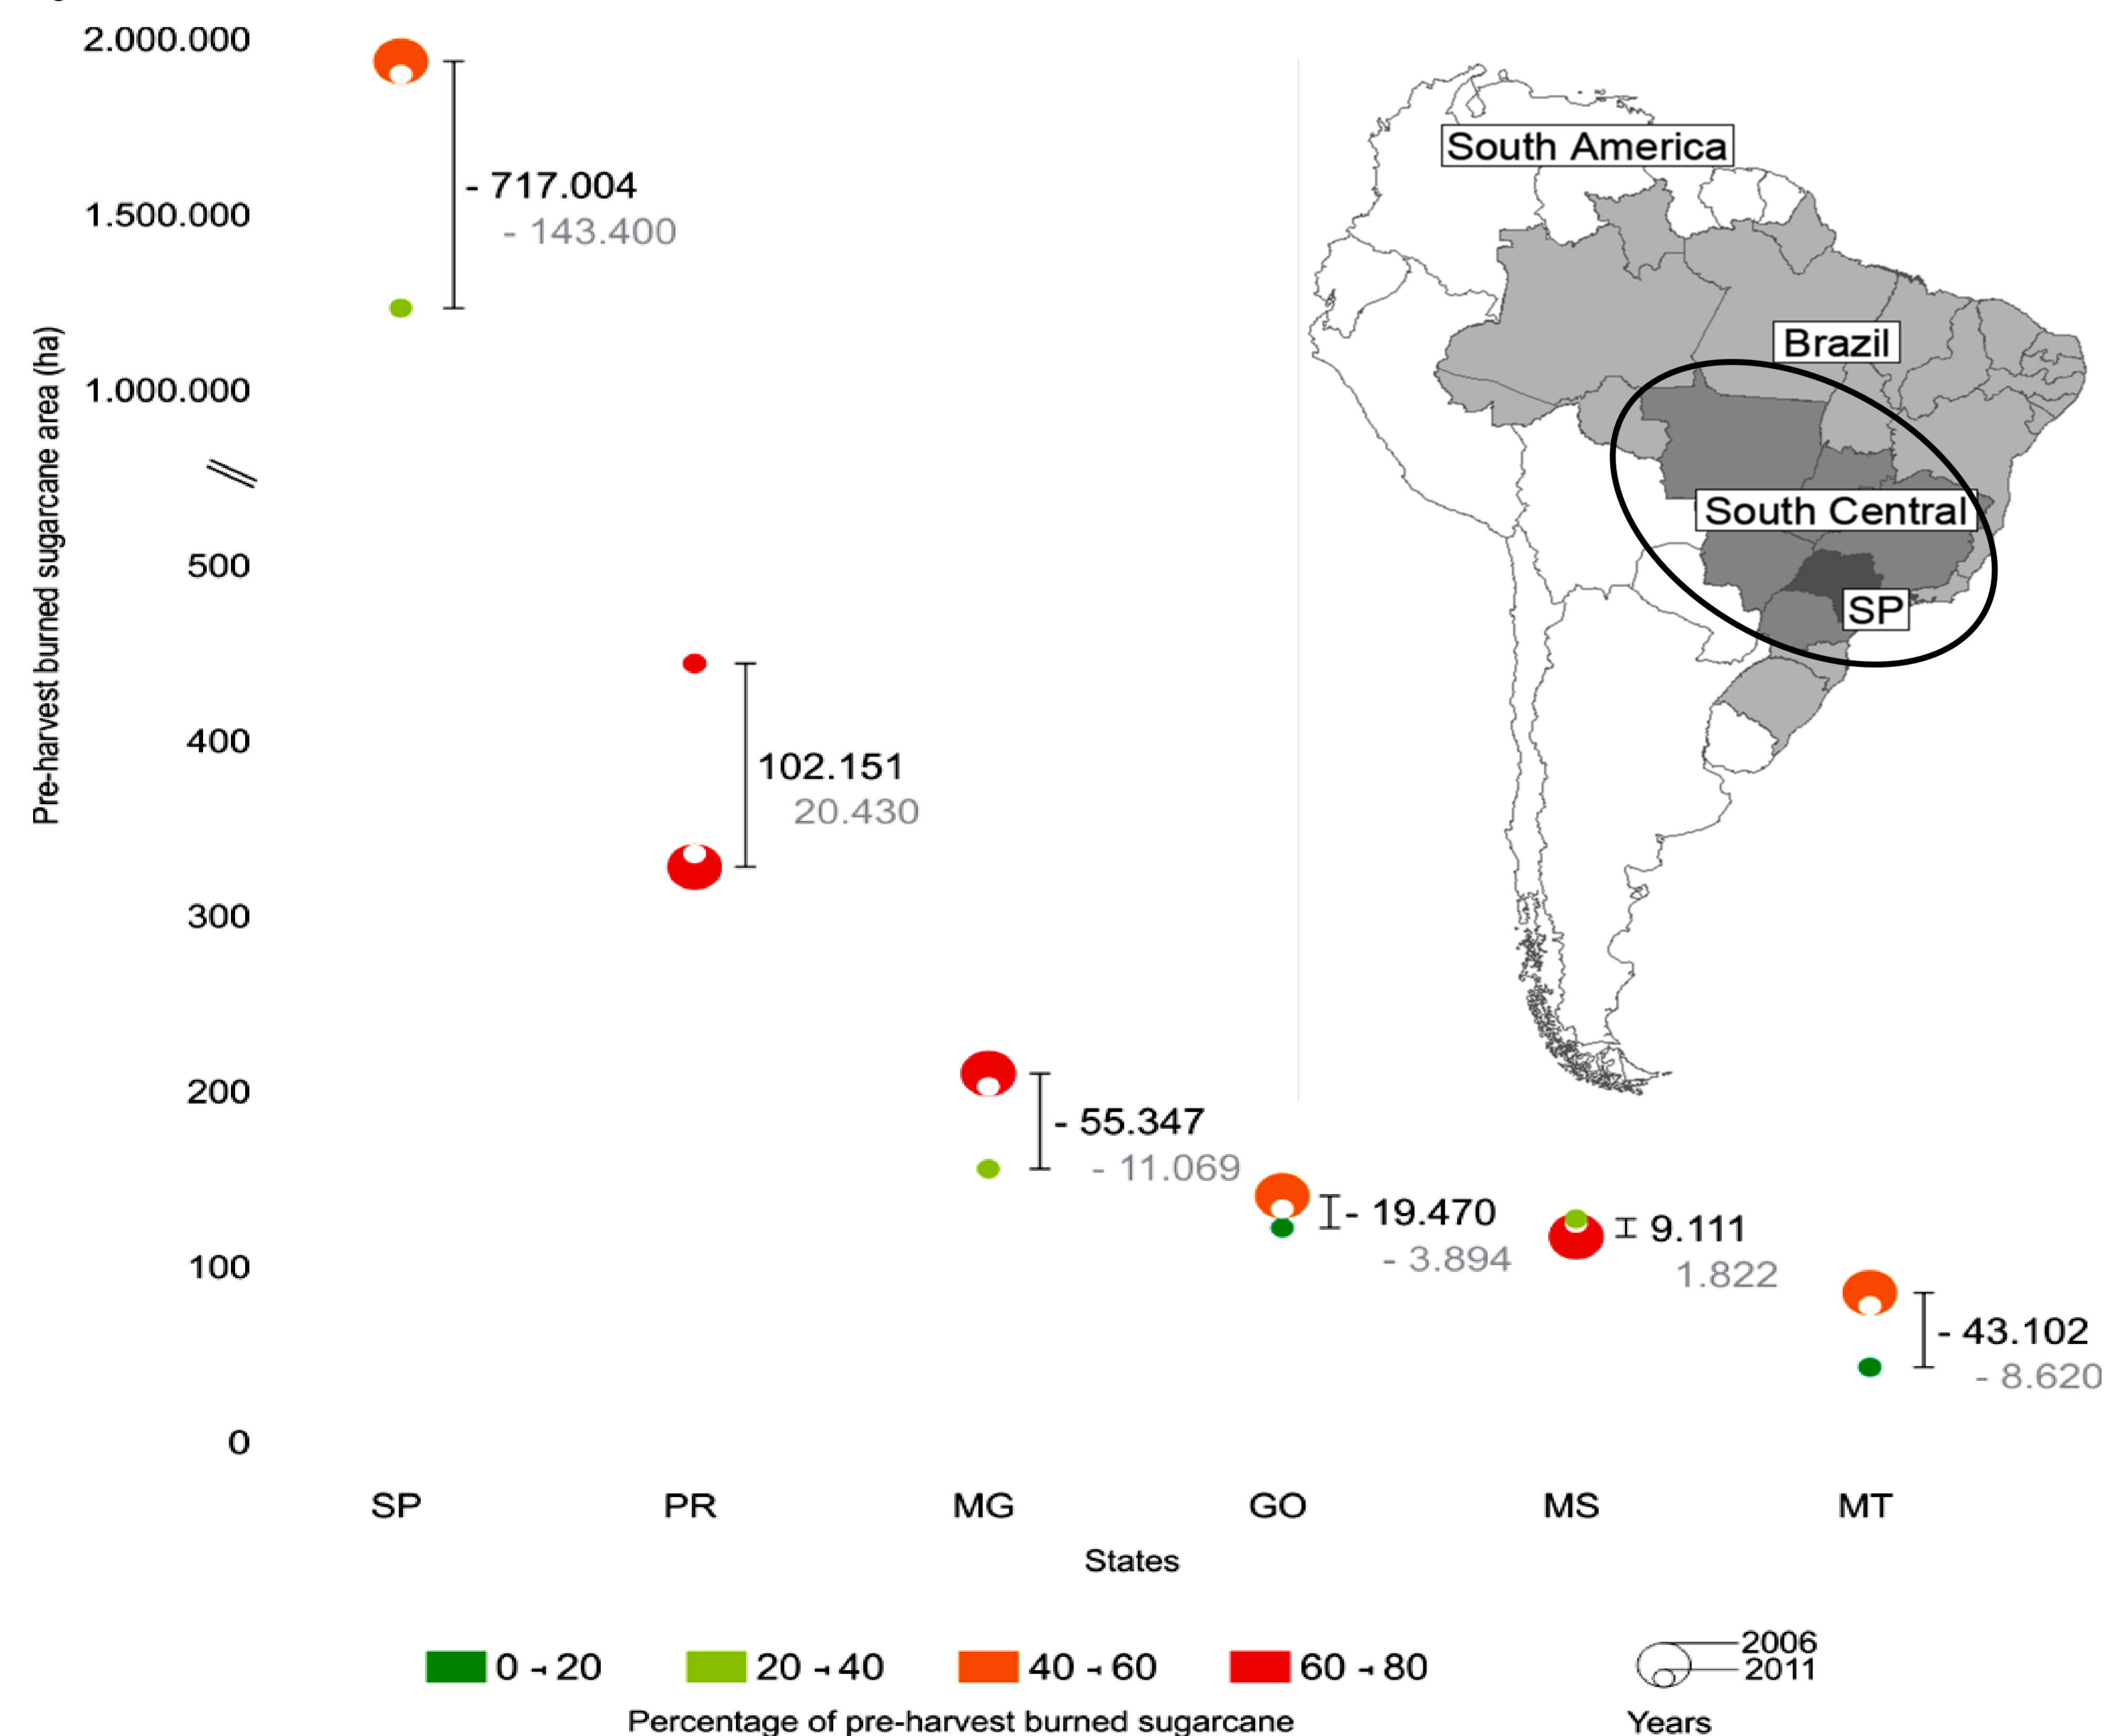 2.000.000
1.500.000
1.000.000
500
400
300
200
100
0
Pre-harvest burned sugarcane area (ha)
- 717.004
- 143.400
102.151
20.430
- 55.347
- 11.069
- 19.470
- 3.894
9.111
1.822
- 43.102
- 8.620
South America
Brazil
South Central
SP
SP PR MG GO MS MT
States
0 - 20 20 - 40 40 - 60 60 - 80
Percentage of pre-harvest burned sugarcane
2006
2011
Years